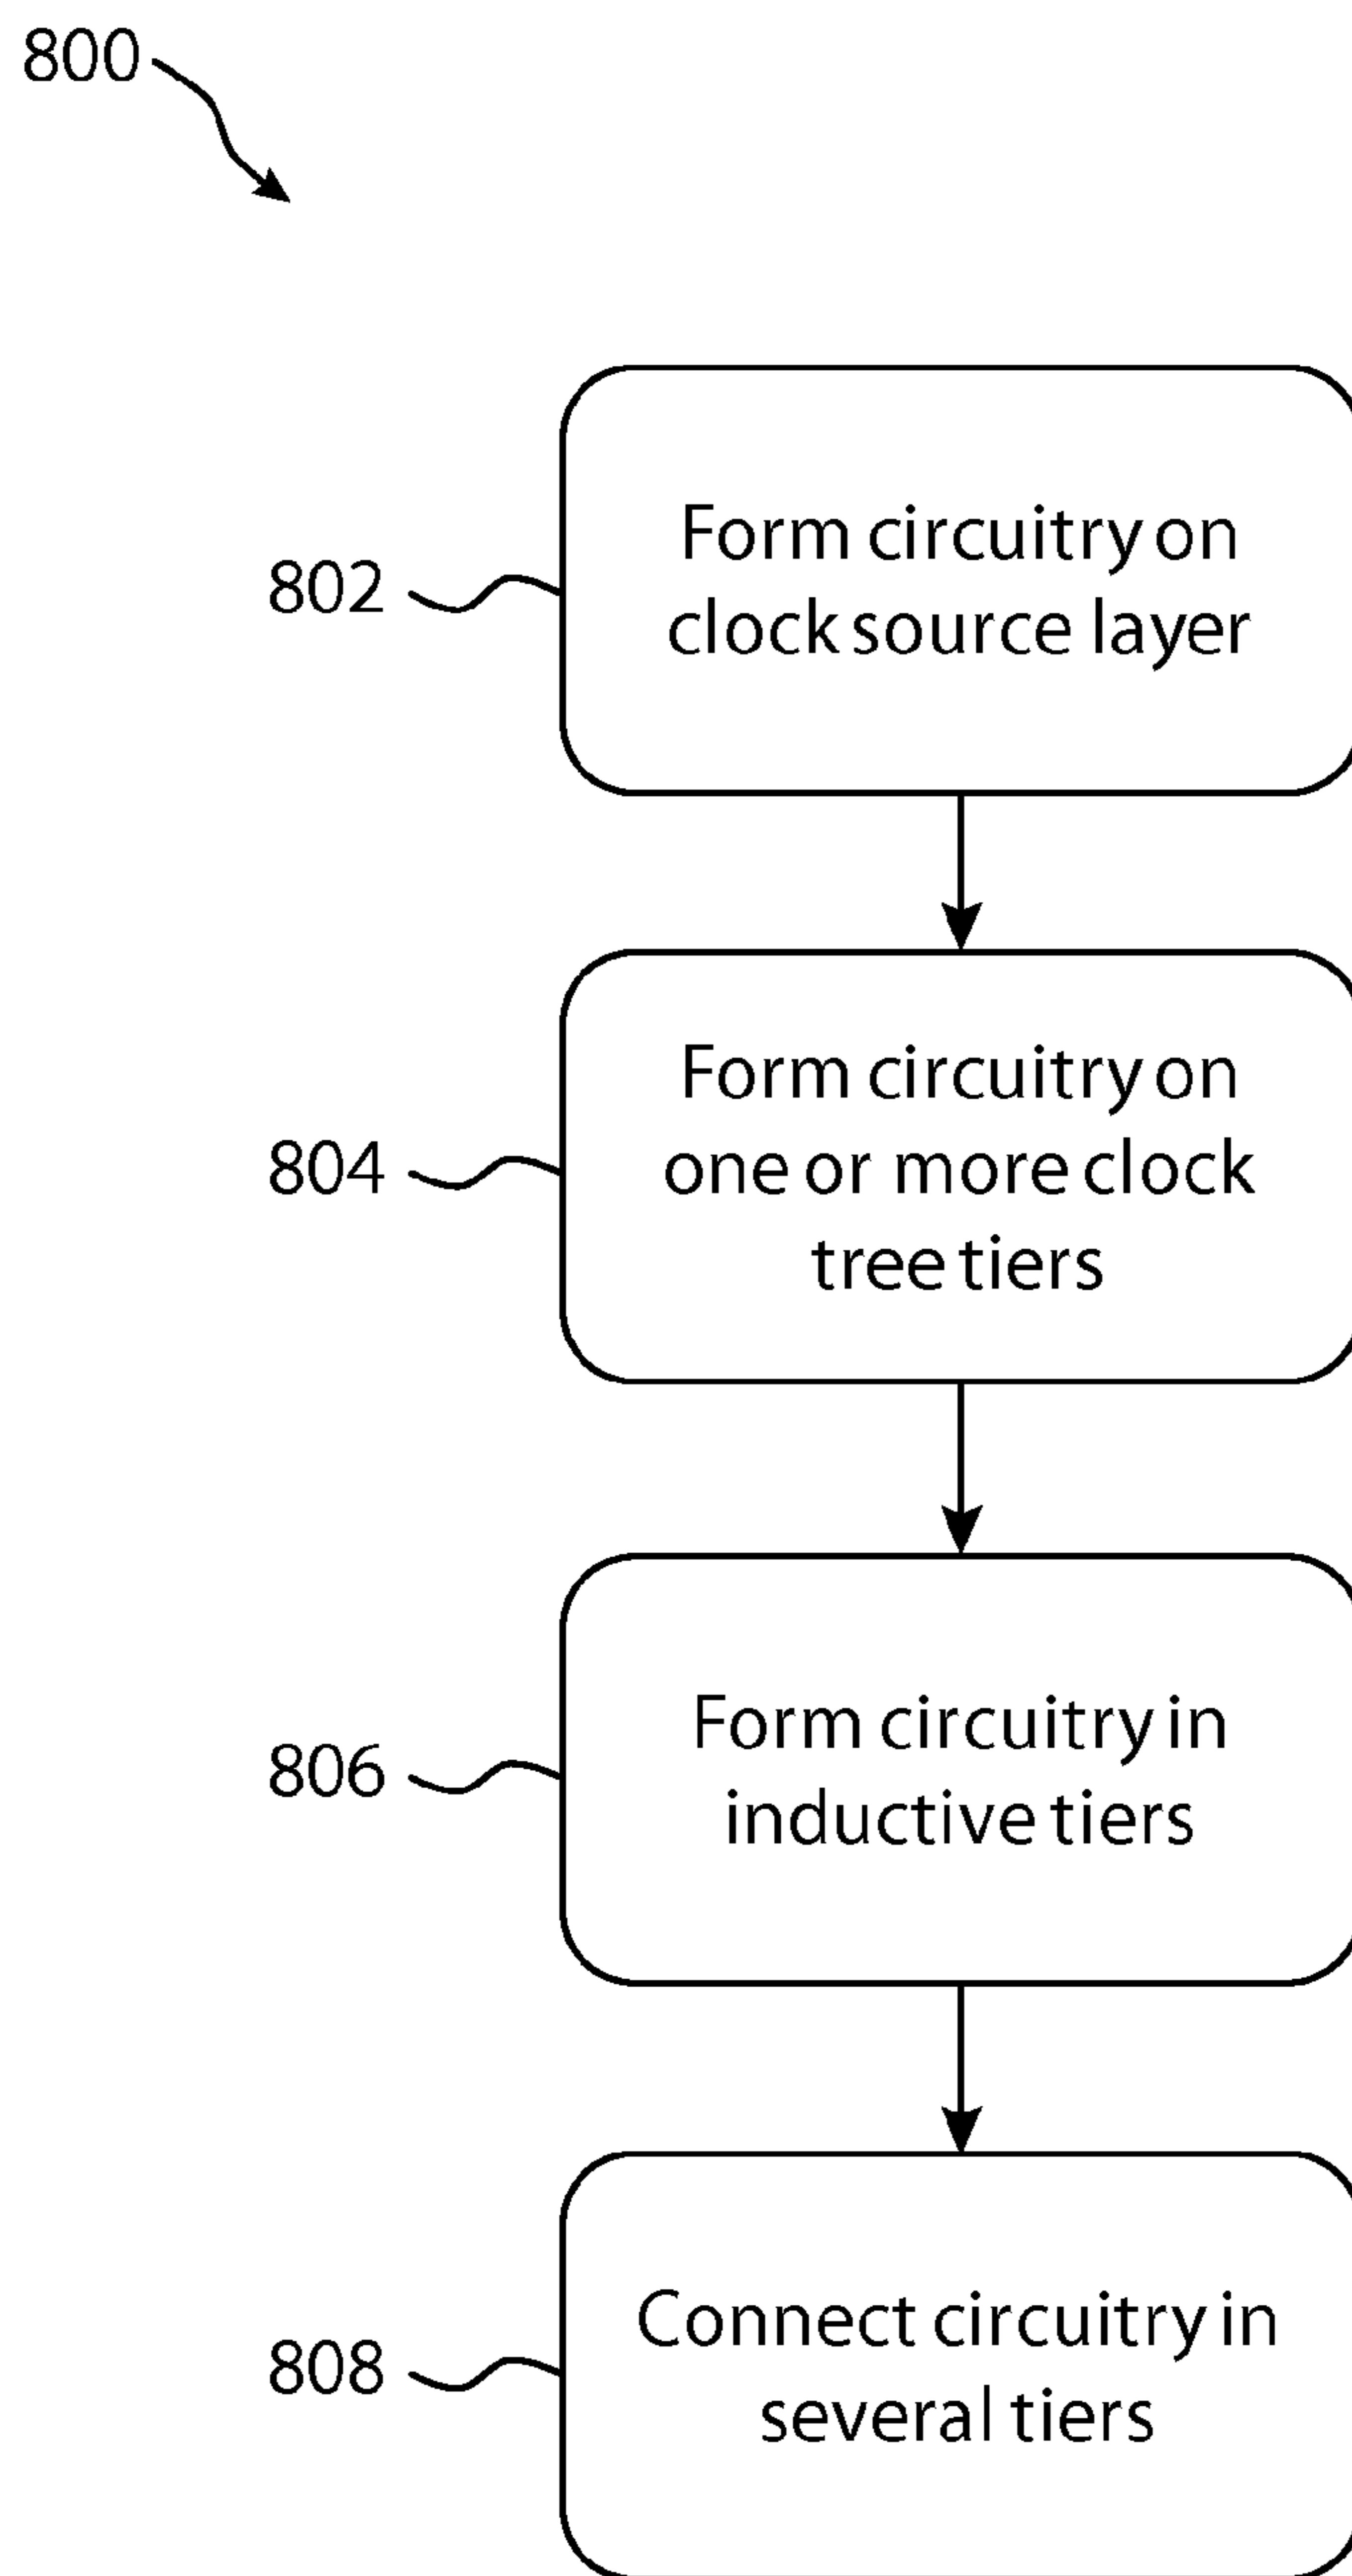 800
802
Form circuitry on
clock source layer
804
Form circuitry on
one or more clock
tree tiers
806
Form circuitry in
inductive tiers
808
Connect circuitry in
several tiers